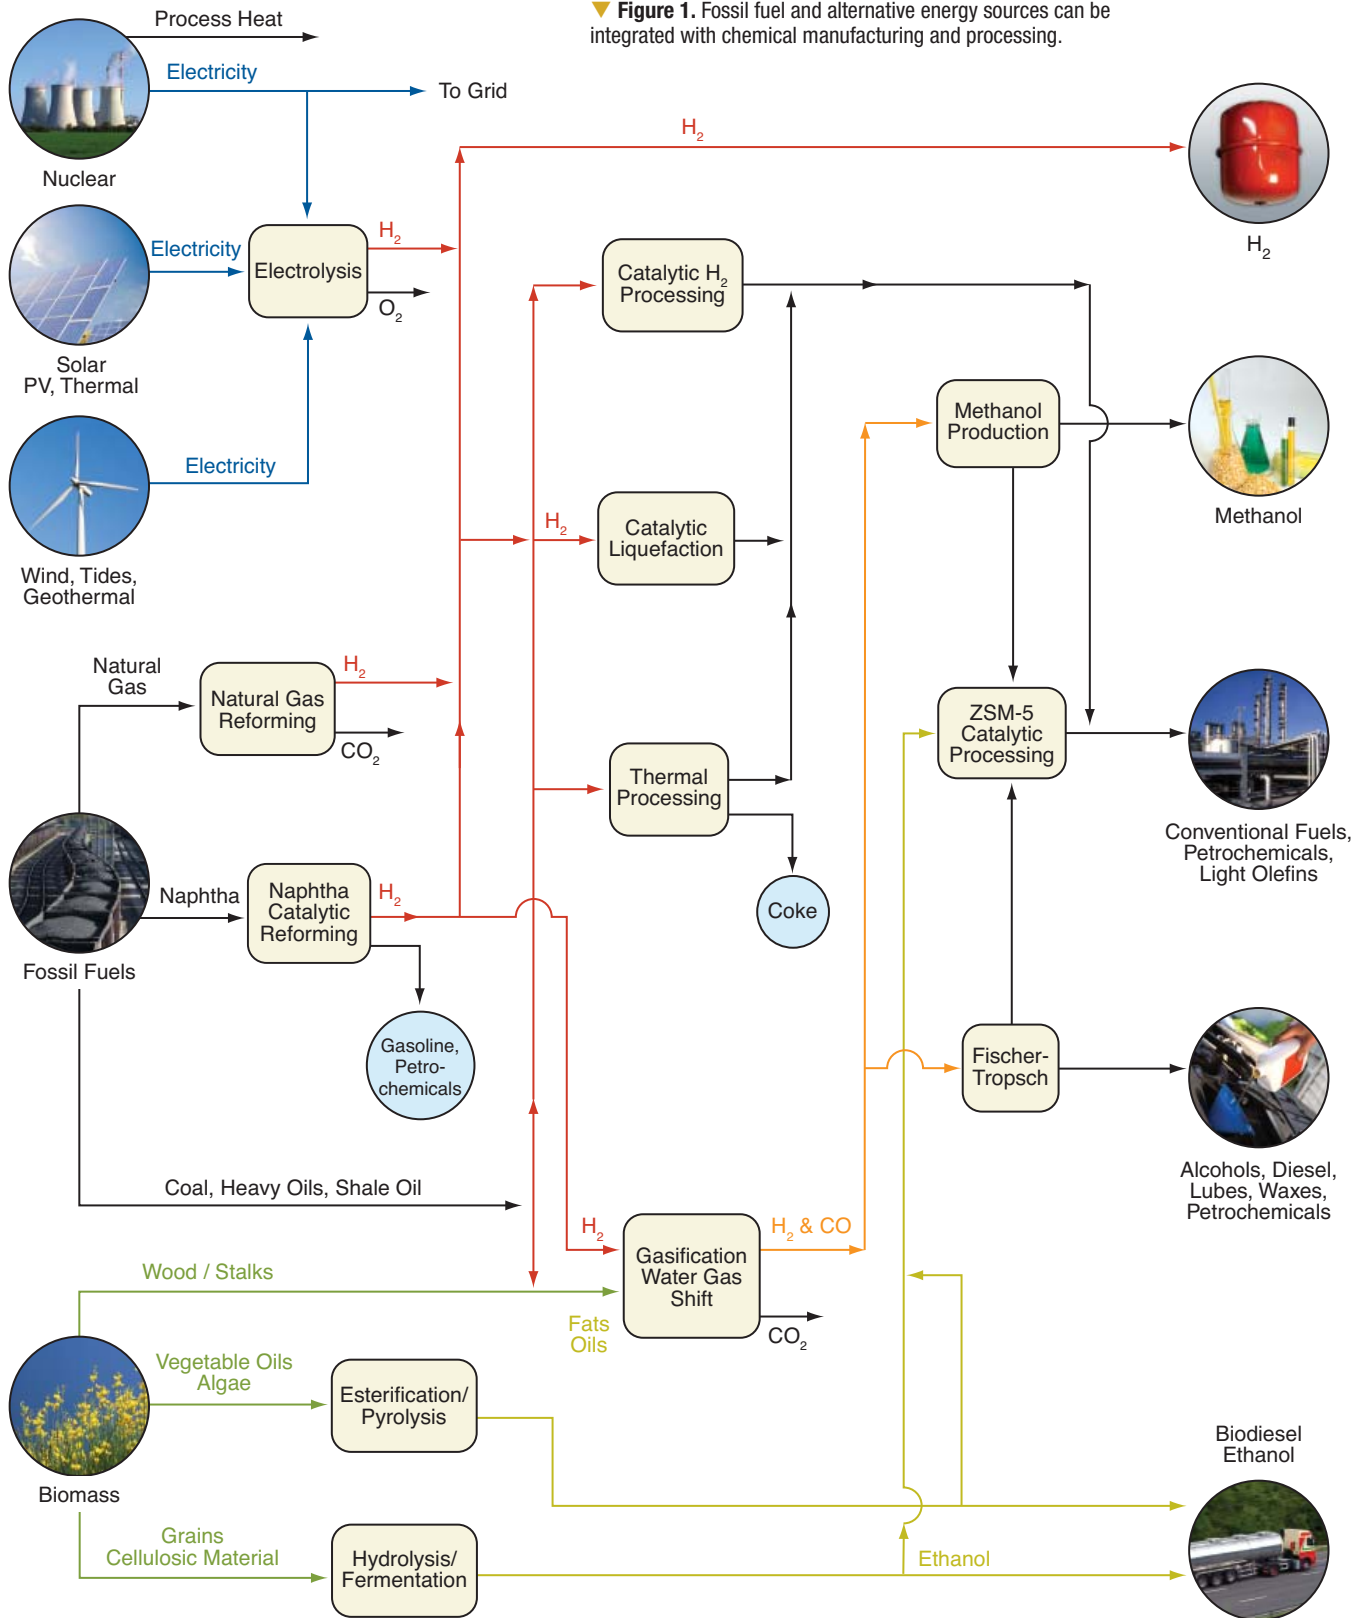 ▼ Figure 1. Fossil fuel and alternative energy sources can be
integrated with chemical manufacturing and processing.
Process Heat
Electricity
To Grid
Nuclear
H2
H2
Electricity
Solar
PV, Thermal
Electrolysis
H2
O2
Catalytic H2
Processing
Electricity
Wind, Tides,
Geothermal
Methanol
Production
Methanol
H2
Catalytic
Liquefaction
Natural
Gas
Natural Gas
Reforming
H2
CO2
Thermal
Processing
Coke
ZSM-5
Catalytic
Processing
Conventional Fuels,
Petrochemicals,
Light Olefins
Naphtha
Naphtha
Catalytic
Reforming
H2
Fossil Fuels
Gasoline,
Petro-
chemicals
Fischer-
Tropsch
Alcohols, Diesel,
Lubes, Waxes,
Petrochemicals
Coal, Heavy Oils, Shale Oil
H2
Gasification
Water Gas
Shift
H2 & CO
CO2
Wood / Stalks
Fats
Oils
Vegetable Oils
Algae
Esterification/
Pyrolysis
Biomass
Biodiesel
Ethanol
Grains
Cellulosic Material
Hydrolysis/
Fermentation
Ethanol